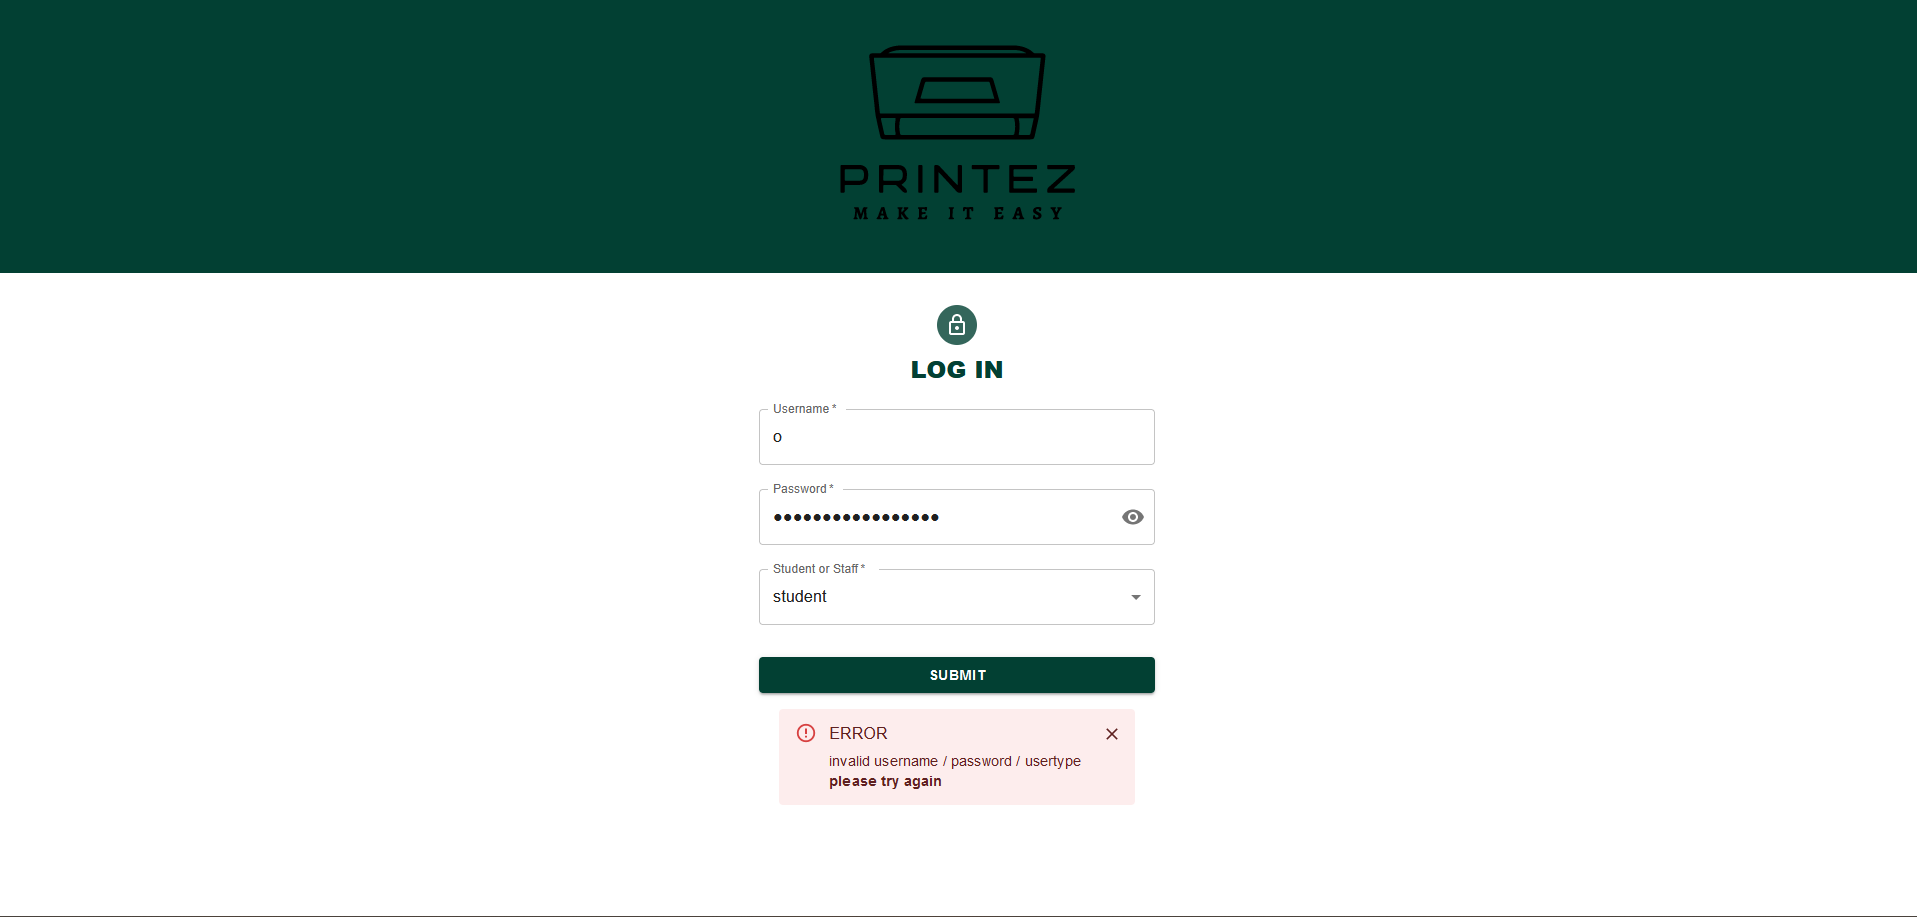 PRINTEZ
MAKE IT EASY
LOG IN
Username *
o
Password *
•••••••••••••••••
Student or Staff *
student
SUBMIT
ERROR
invalid username / password / usertype
please try again